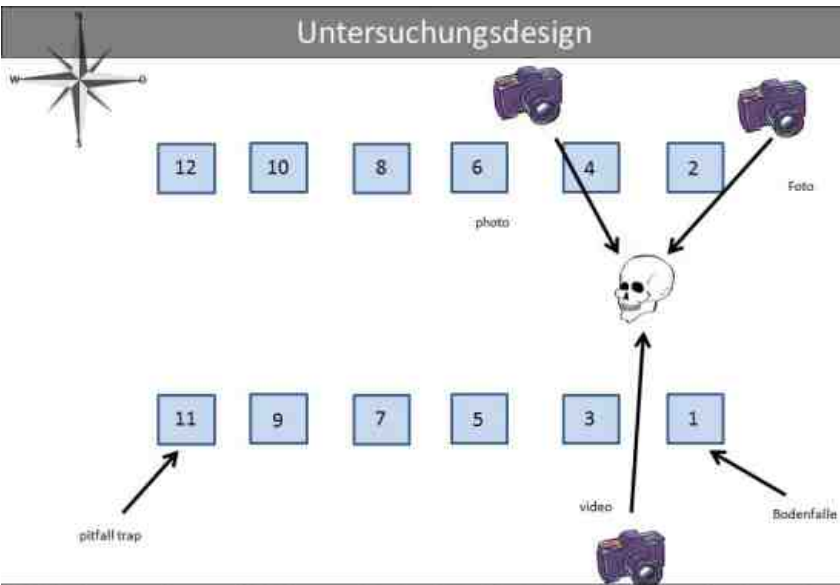 Untersuchungsdesign
N
W O
S
12 10 8 6 4 2
Foto
photo
11 9 7 5 3 1
video
Bodenfalle
pitfall trap